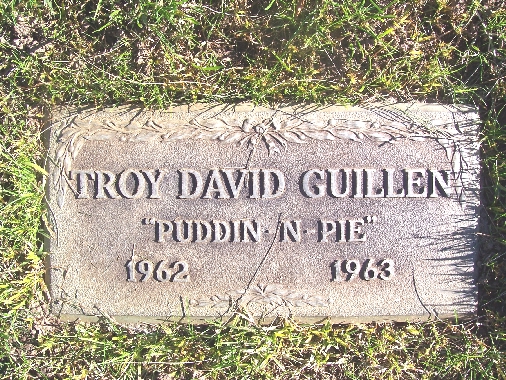 TROY DAVID GUILLEN
"PUDDIN·N·PIE"
1962 1963